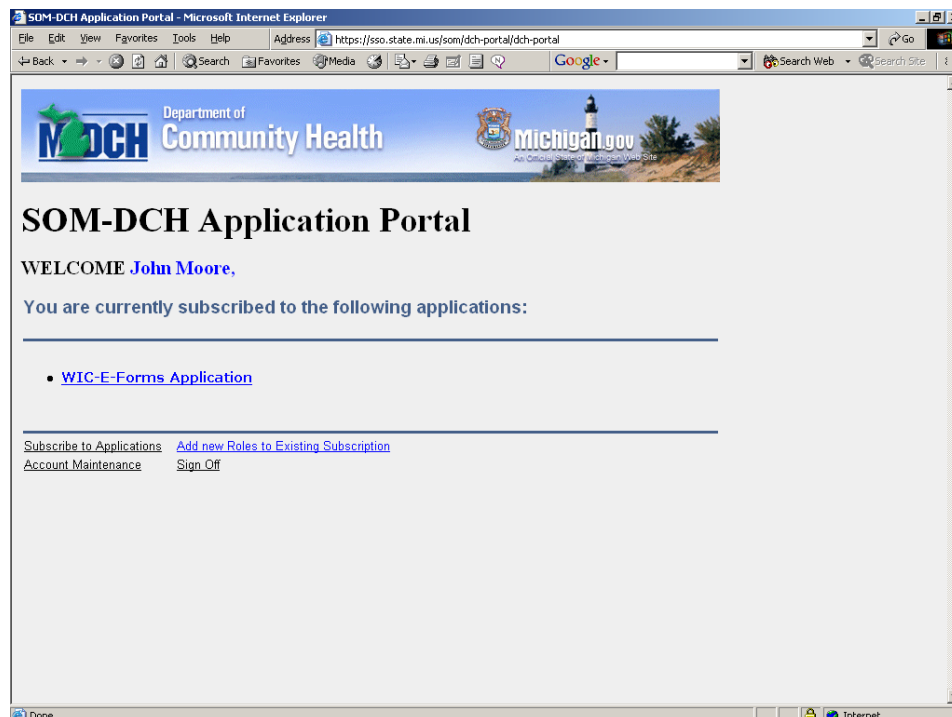 SOM-DCH Application Portal - Microsoft Internet Explorer
File Edit View Favorites Tools Help Address https://sso.state.mi.us/som/dch-portal/dch-portal Go
Back Search Favorites Media Google Search Web Search Site
MDCH Department of
Community Health
Michigan.gov
An Official State of Michigan Web Site
SOM-DCH Application Portal
WELCOME John Moore,
You are currently subscribed to the following applications:
• WIC-E-Forms Application
Subscribe to Applications Add new Roles to Existing Subscription
Account Maintenance Sign Off
Done Internet